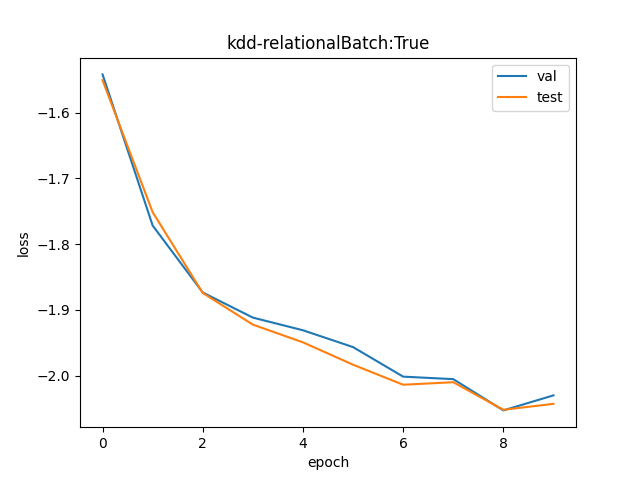 kdd-relationalBatch:True
val
test
loss
−1.6
−1.7
−1.8
−1.9
−2.0
0
2
4
6
8
epoch